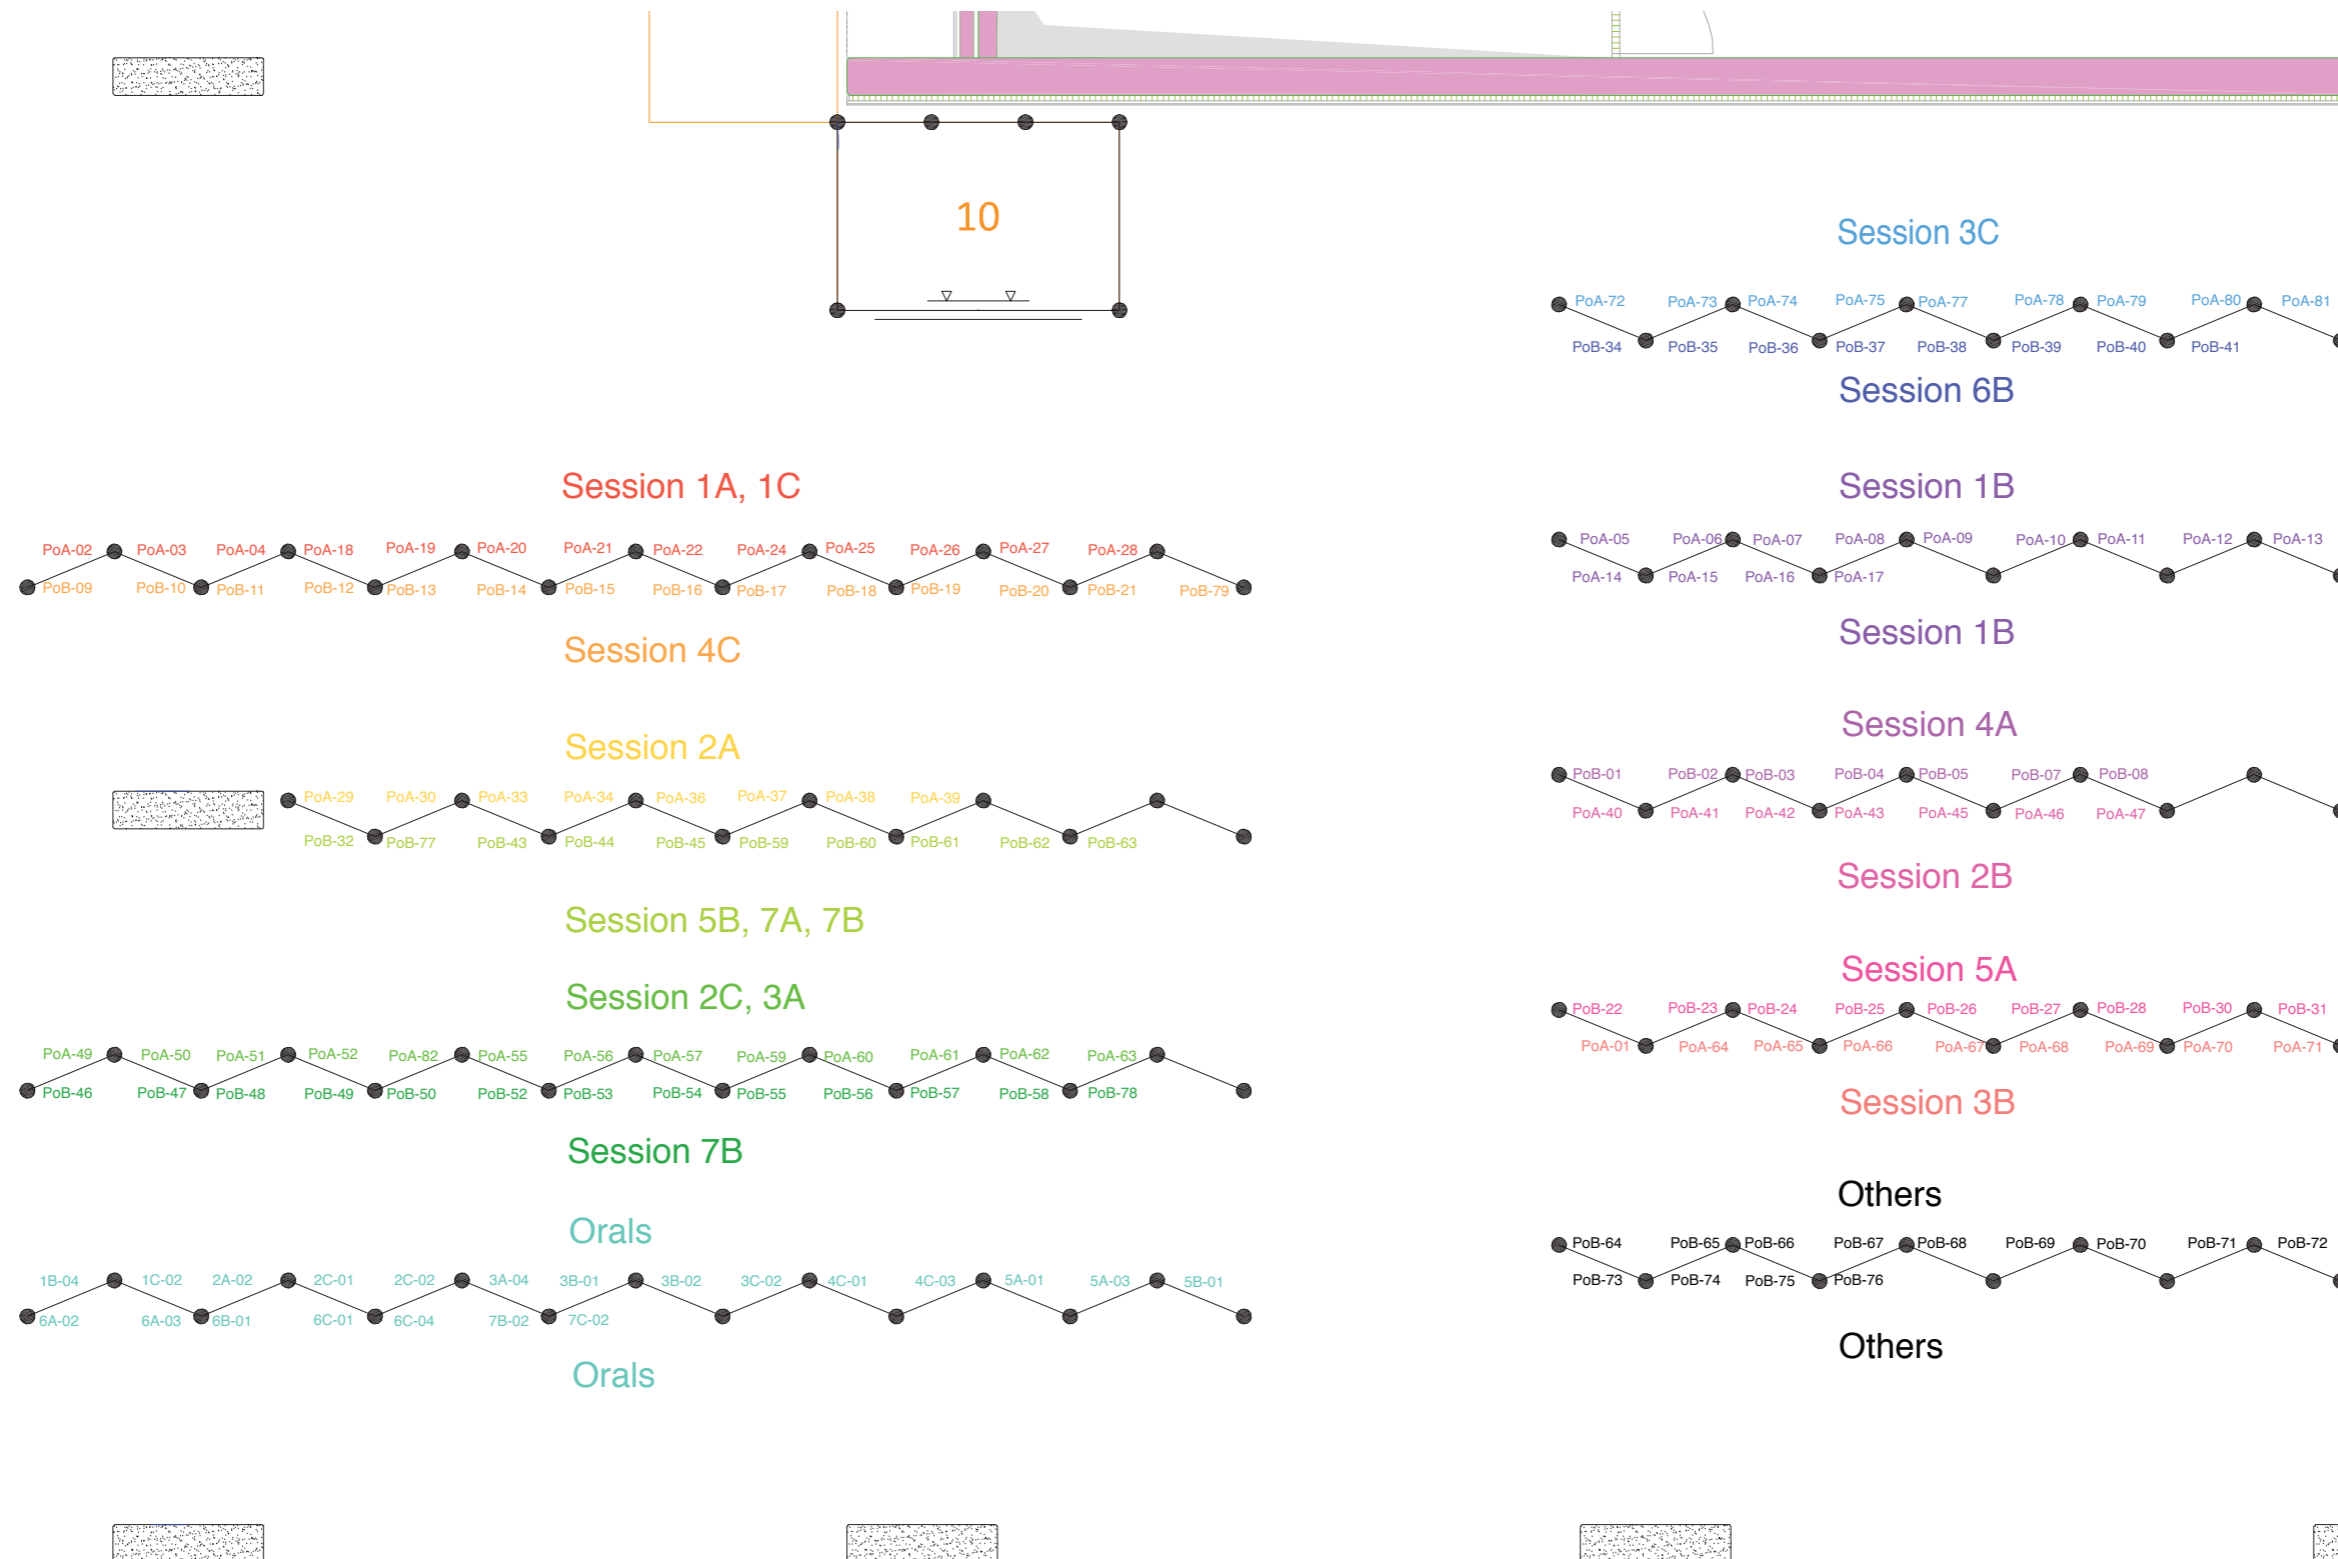 10
Session 1A, 1C
PoA-02 PoA-03 PoA-04 PoA-18 PoA-19 PoA-20 PoA-21 PoA-22 PoA-24 PoA-25 PoA-26 PoA-27 PoA-28
PoB-09 PoB-10 PoB-11 PoB-12 PoB-13 PoB-14 PoB-15 PoB-16 PoB-17 PoB-18 PoB-19 PoB-20 PoB-21 PoB-79
Session 4C
Session 2A
PoA-29 PoA-30 PoA-33 PoA-34 PoA-36 PoA-37 PoA-38 PoA-39
PoB-32 PoB-77 PoB-43 PoB-44 PoB-45 PoB-59 PoB-60 PoB-61 PoB-62 PoB-63
Session 5B, 7A, 7B
Session 2C, 3A
PoA-49 PoA-50 PoA-51 PoA-52 PoA-82 PoA-55 PoA-56 PoA-57 PoA-59 PoA-60 PoA-61 PoA-62 PoA-63
PoB-46 PoB-47 PoB-48 PoB-49 PoB-50 PoB-52 PoB-53 PoB-54 PoB-55 PoB-56 PoB-57 PoB-58 PoB-78
Session 7B
Orals
1B-04 1C-02 2A-02 2C-01 2C-02 3A-04 3B-01 3B-02 3C-02 4C-01 4C-03 5A-01 5A-03 5B-01
6A-02 6A-03 6B-01 6C-01 6C-04 7B-02 7C-02
Orals
Session 3C
PoA-72 PoA-73 PoA-74 PoA-75 PoA-77 PoA-78 PoA-79 PoA-80 PoA-81
PoB-34 PoB-35 PoB-36 PoB-37 PoB-38 PoB-39 PoB-40 PoB-41
Session 6B
Session 1B
PoA-05 PoA-06 PoA-07 PoA-08 PoA-09 PoA-10 PoA-11 PoA-12 PoA-13
PoA-14 PoA-15 PoA-16 PoA-17
Session 1B
Session 4A
PoB-01 PoB-02 PoB-03 PoB-04 PoB-05 PoB-07 PoB-08
PoA-40 PoA-41 PoA-42 PoA-43 PoA-45 PoA-46 PoA-47
Session 2B
Session 5A
PoB-22 PoB-23 PoB-24 PoB-25 PoB-26 PoB-27 PoB-28 PoB-30 PoB-31
PoA-01 PoA-64 PoA-65 PoA-66 PoA-67 PoA-68 PoA-69 PoA-70 PoA-71
Session 3B
Others
PoB-64 PoB-65 PoB-66 PoB-67 PoB-68 PoB-69 PoB-70 PoB-71 PoB-72
PoB-73 PoB-74 PoB-75 PoB-76
Others